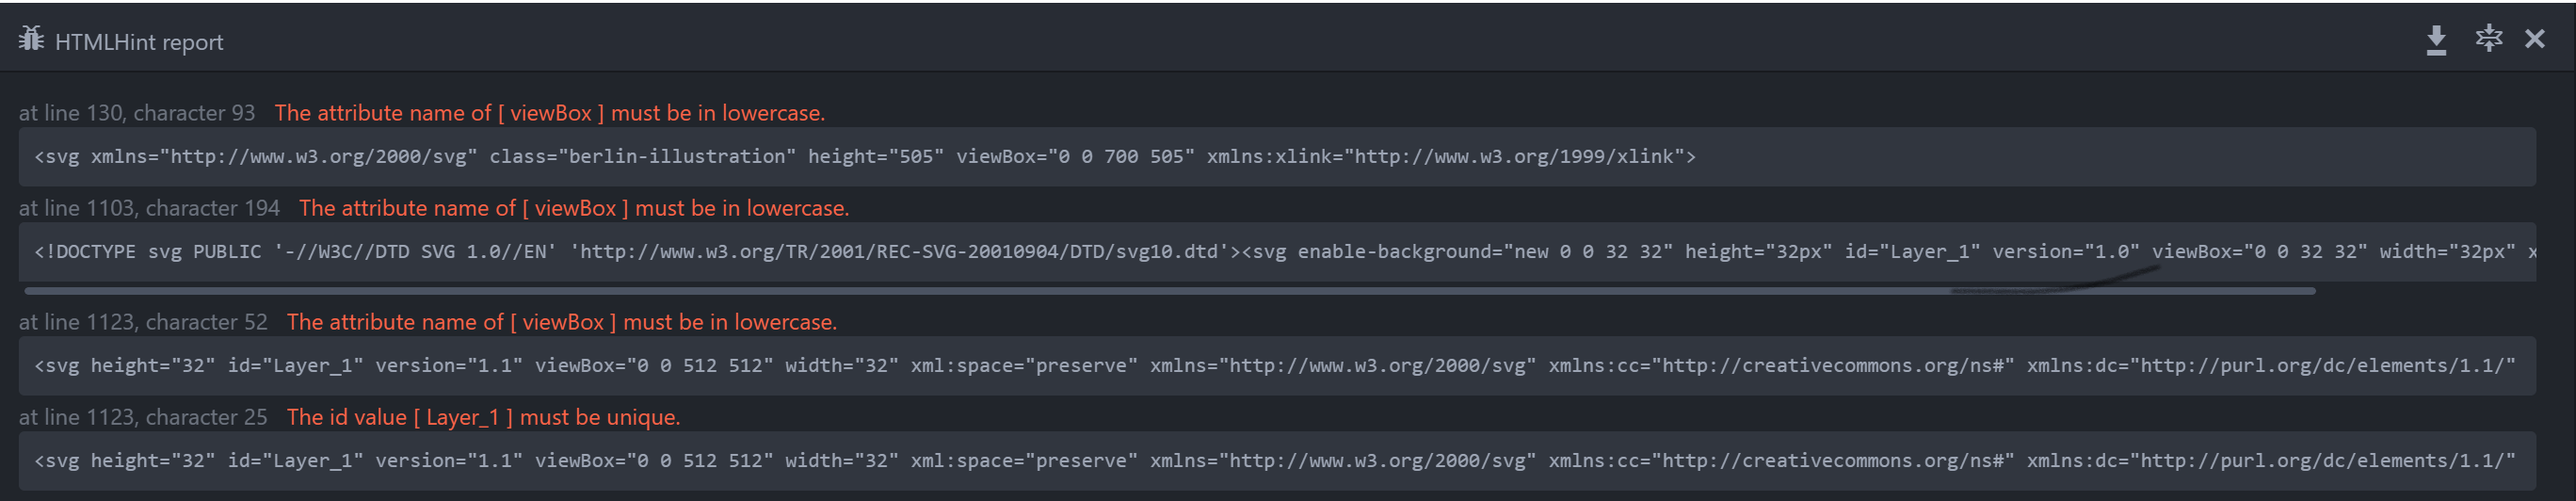 HTMLHint report
at line 130, character 93 The attribute name of [ viewBox ] must be in lowercase.
<svg xmlns="http://www.w3.org/2000/svg" class="berlin-illustration" height="505" viewBox="0 0 700 505" xmlns:xlink="http://www.w3.org/1999/xlink">
at line 1103, character 194 The attribute name of [ viewBox ] must be in lowercase.
<!DOCTYPE svg PUBLIC '-//W3C//DTD SVG 1.0//EN' 'http://www.w3.org/TR/2001/REC-SVG-20010904/DTD/svg10.dtd'><svg enable-background="new 0 0 32 32" height="32px" id="Layer_1" version="1.0" viewBox="0 0 32 32" width="32px" x
at line 1123, character 52 The attribute name of [ viewBox ] must be in lowercase.
<svg height="32" id="Layer_1" version="1.1" viewBox="0 0 512 512" width="32" xml:space="preserve" xmlns="http://www.w3.org/2000/svg" xmlns:cc="http://creativecommons.org/ns#" xmlns:dc="http://purl.org/dc/elements/1.1/"
at line 1123, character 25 The id value [ Layer_1 ] must be unique.
<svg height="32" id="Layer_1" version="1.1" viewBox="0 0 512 512" width="32" xml:space="preserve" xmlns="http://www.w3.org/2000/svg" xmlns:cc="http://creativecommons.org/ns#" xmlns:dc="http://purl.org/dc/elements/1.1/"